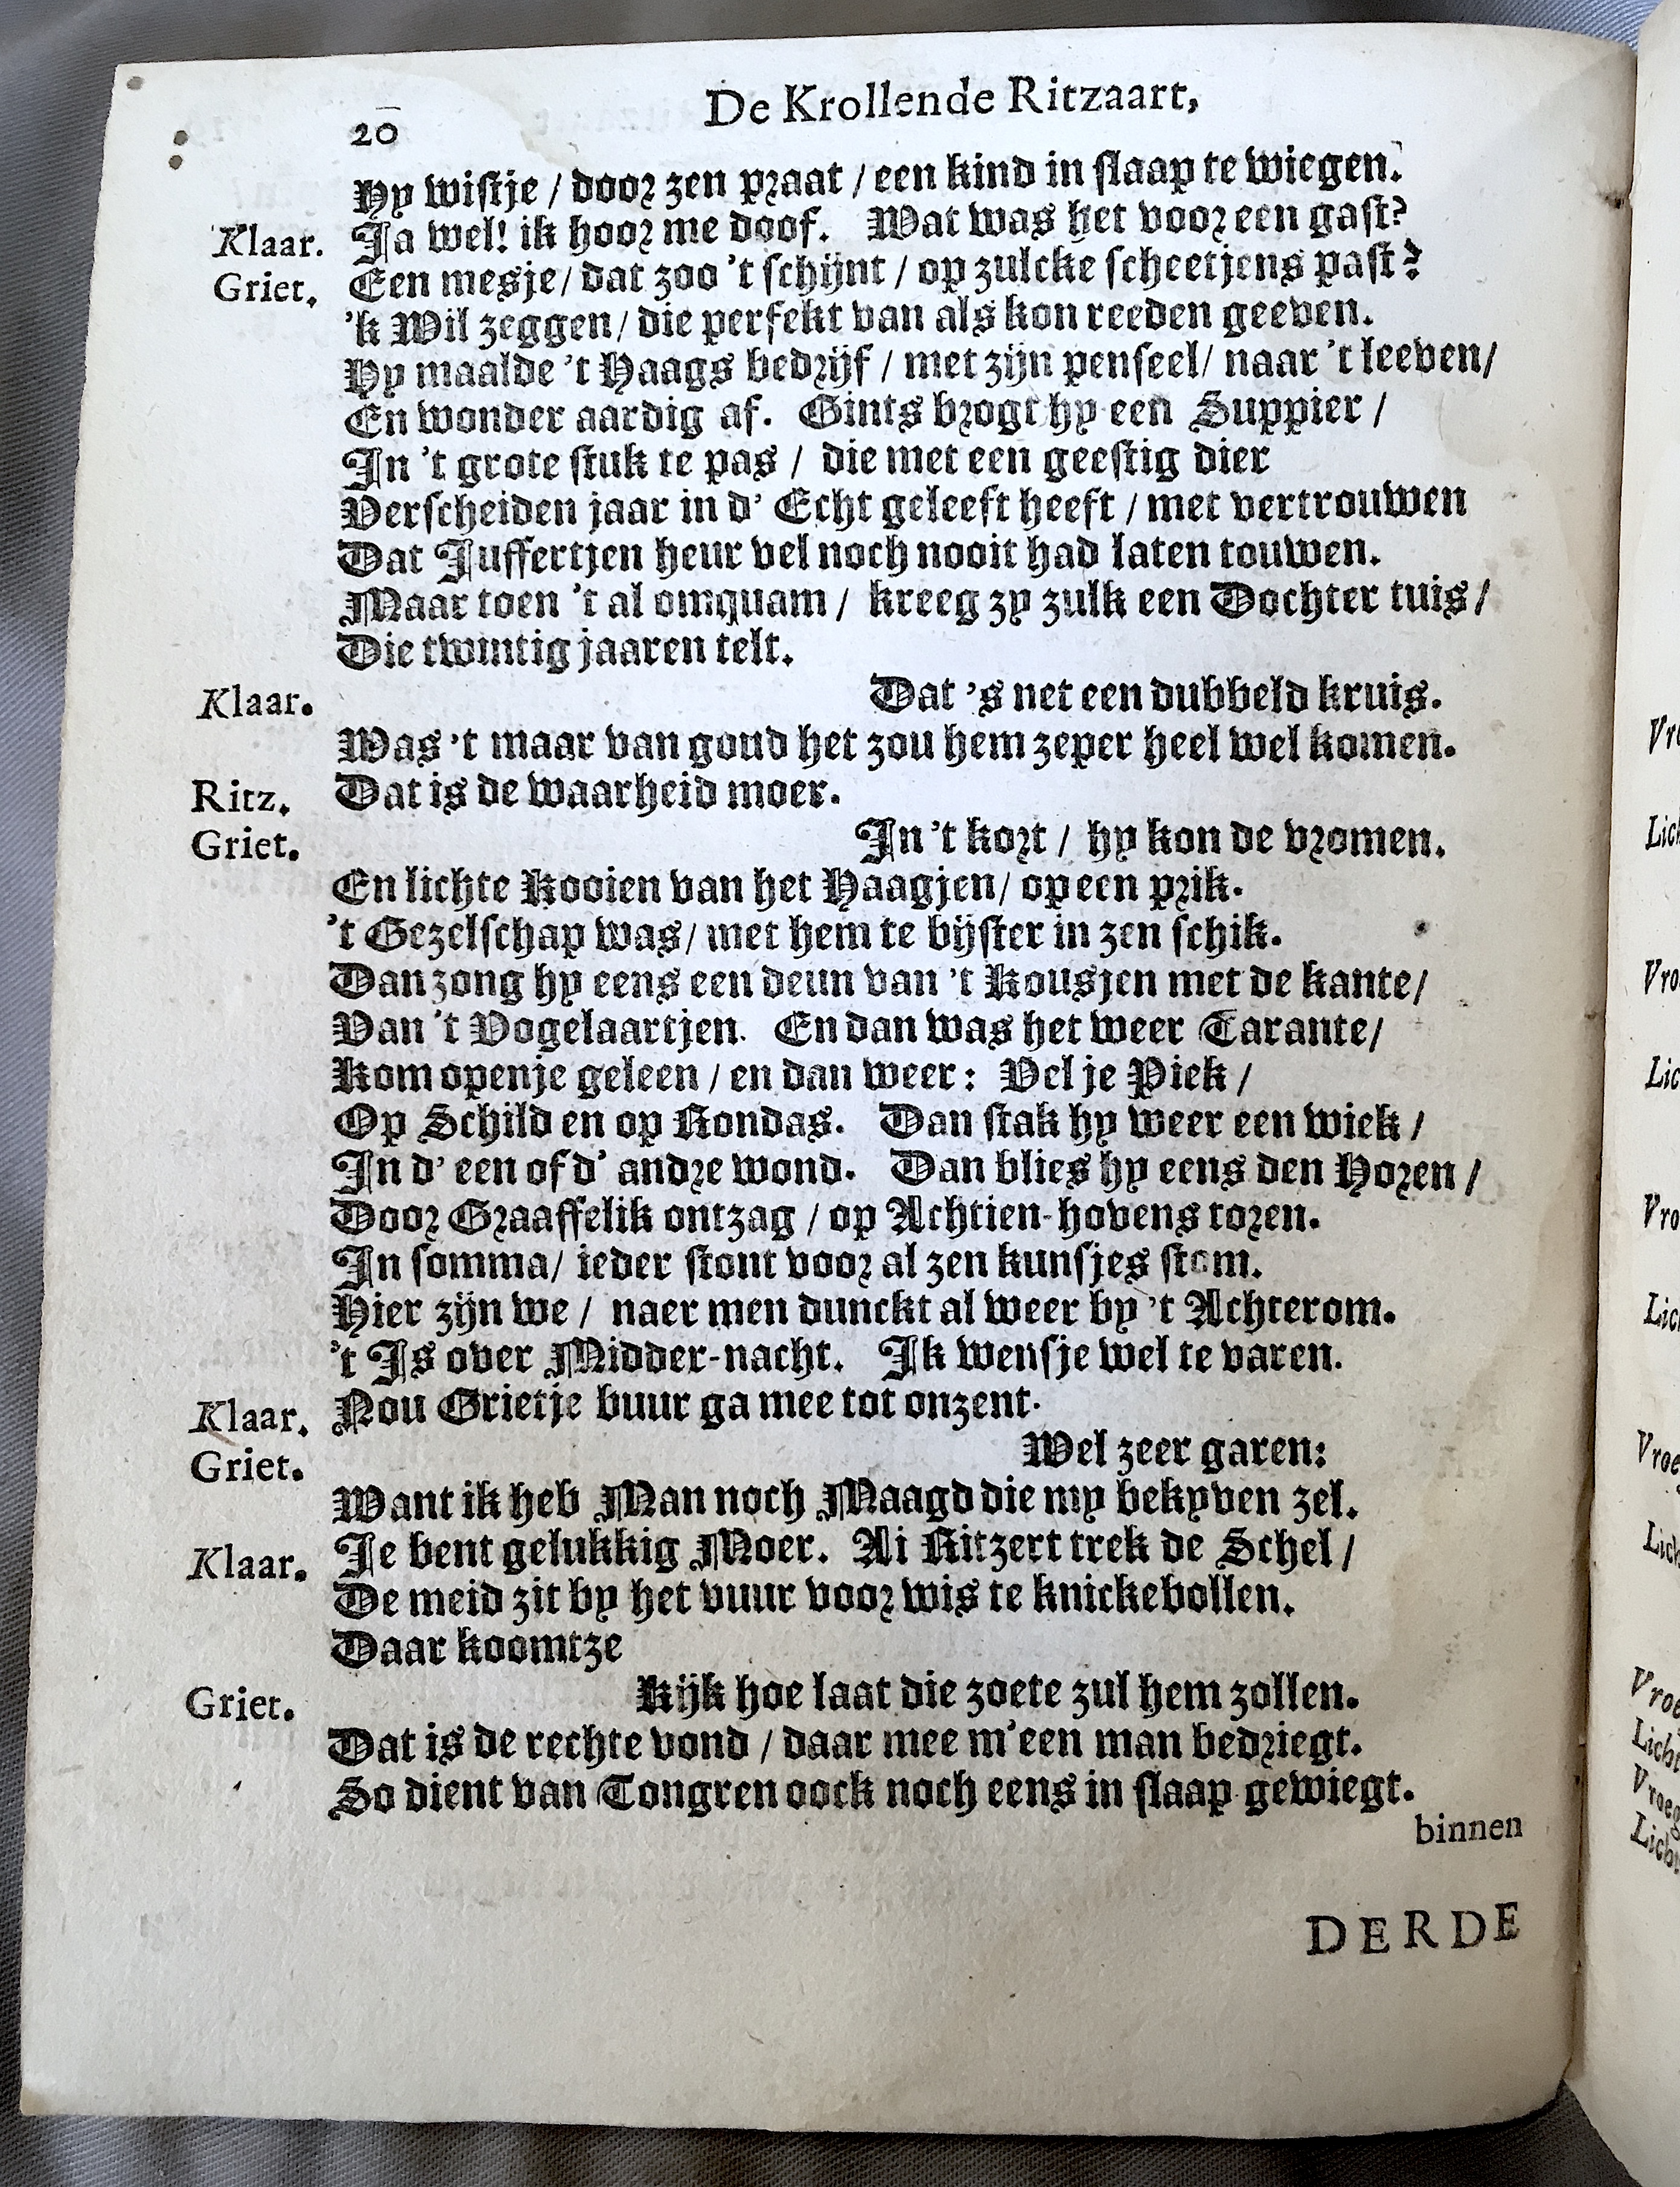 20 De Krollende Ritzaart,
Hy wistje / door zen praat / een kind in slaap te wiegen.
Klaar. Ja wel! ik hoor me doof. Wat was het voor een gast?
Griet. Een mesje / dat zoo 't schijnt / op zulcke scheetjens past?
'k Wil zeggen / die perfekt van als kon reeden geeven.
Hy maalde 't Haags bedrijf / met zijn penseel / naar 't leeven /
En wonder aardig af. Gints brogt hy een Suppier /
In 't grote stuk te pas / die met een geestig dier
Verscheiden jaar in d' Echt geleeft heeft / met vertrouwen
Dat Juffertjen heur vel noch nooit had laten touwen.
Maar toen 't al omquam / kreeg zy zulk een Dochter tuis /
Die twintig jaaren telt.
Klaar. Dat 's net een dubbeld kruis.
Was 't maar van goud het zou hem zeper heel wel komen.
Ritz. Dat is de waarheid moer.
Griet. In 't kort / hy kon de vromen.
En lichte Kooien van het Haagjen / op een prik.
't Gezelschap was / met hem te bijster in zen schik.
Dan zong hy eens een deun van 't Kousjen met de kante /
Van 't Vogelaartjen. En dan was het weer Tarante /
Kom openje geleen / en dan weer: Vel je Piek /
Op Schild en op Rondas. Dan stak hy weer een wiek /
In d' een of d' andre wond. Dan blies hy eens den Horen /
Door Graaffelik ontzag / op Achtien-hovens toren.
In somma / ieder stont voor al zen kunsjes stom.
Hier zijn we / naer men dunckt al weer by 't Achterom.
't Is over Midder-nacht. Ik wensje wel te varen.
Klaar. Nou Grietje buur ga mee tot onzent.
Griet. Wel zeer garen:
Want ik heb Man noch Maagd die my bekyven zel.
Klaar. Je bent gelukkig Moer. Ai Ritzert trek de Schel /
De meid zit by het vuur voor wis te knickebollen.
Daar koomtze
Griet. Kijk hoe laat die zoete zul hem zollen.
Dat is de rechte vond / daar mee m'een man bedriegt.
So dient van Tongren oock noch eens in slaap gewiegt.
binnen
DERDE